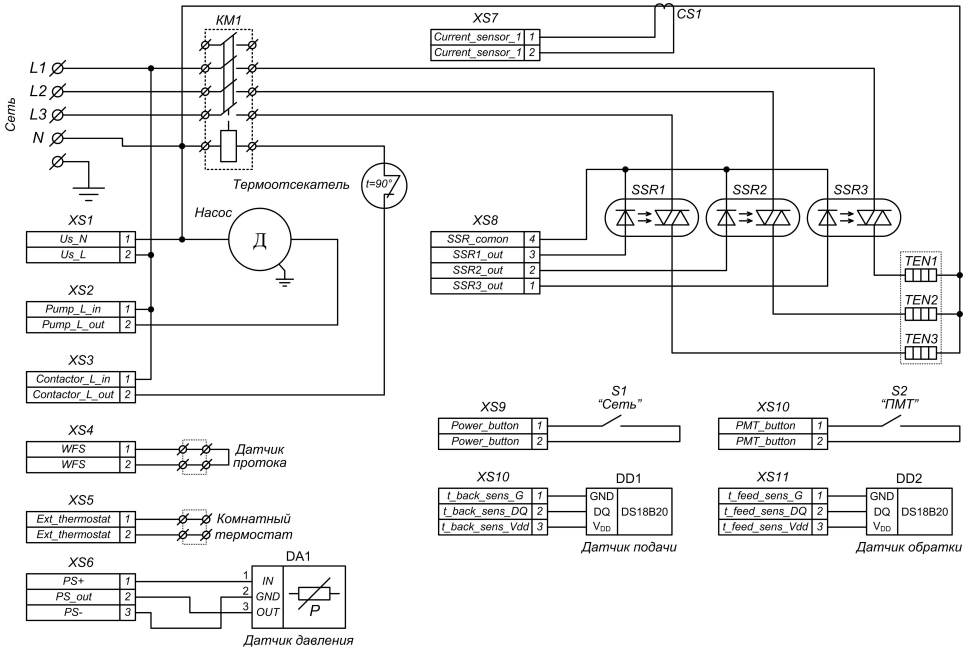 KM1
XS7
CS1
Current_sensor_1 1
Current_sensor_1 2
Сеть
L1
L2
L3
N
Термоотсекатель
t=90°
Насос
Д
XS1
Us_N 1
Us_L 2
XS2
Pump_L_in 1
Pump_L_out 2
XS3
Contactor_L_in 1
Contactor_L_out 2
XS4
WFS 1
WFS 2
Датчик
протока
XS5
Ext_thermostat 1
Ext_thermostat 2
Комнатный
термостат
XS6
PS+ 1
PS_out 2
PS- 3
DA1
1 IN
2 GND
3 OUT
P
Датчик давления
XS8
SSR_comon 4
SSR1_out 3
SSR2_out 2
SSR3_out 1
SSR1
SSR2
SSR3
TEN1
TEN2
TEN3
XS9
Power_button 1
Power_button 2
S1
“Сеть”
XS10
PMT_button 1
PMT_button 2
S2
“ПМТ”
XS10
t_back_sens_G 1
t_back_sens_DQ 2
t_back_sens_Vdd 3
DD1
GND
DQ
VDD
DS18B20
Датчик подачи
XS11
t_feed_sens_G 1
t_feed_sens_DQ 2
t_feed_sens_Vdd 3
DD2
GND
DQ
VDD
DS18B20
Датчик обратки